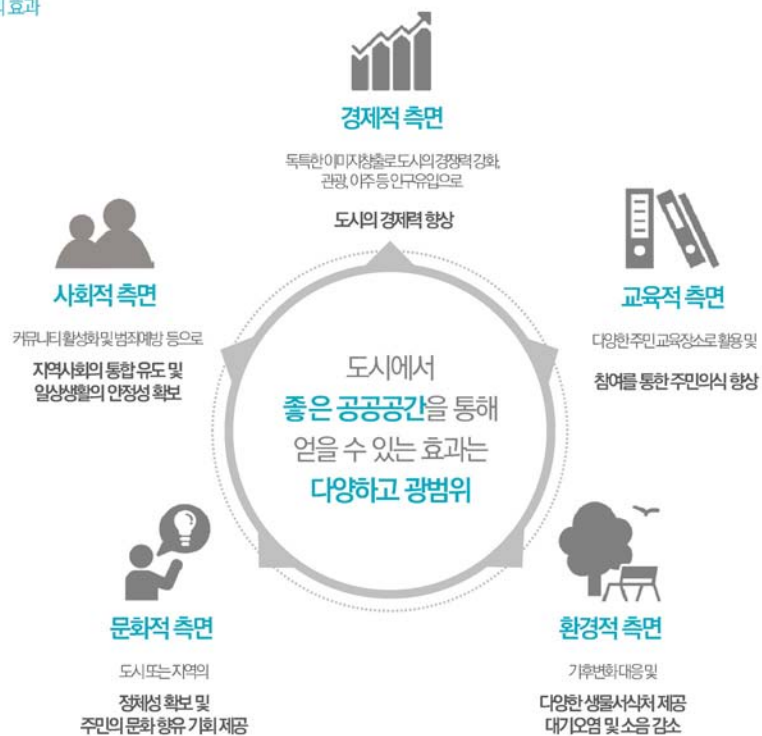 효과
경제적 측면
독특한 이미지창출로 도시의 경쟁력 강화,
관광, 이주 등 인구유입으로
도시의 경제력 향상
사회적 측면
커뮤니티 활성화 및 범죄예방 등으로
지역사회의 통합 유도 및
일상생활의 안정성 확보
교육적 측면
다양한 주민 교육장소로 활용 및
참여를 통한 주민의식 향상
도시에서
좋은 공공공간을 통해
얻을 수 있는 효과는
다양하고 광범위
문화적 측면
도시 또는 지역의
정체성 확보 및
주민의 문화 향유 기회 제공
환경적 측면
기후변화 대응 및
다양한 생물서식처 제공
대기오염 및 소음 감소